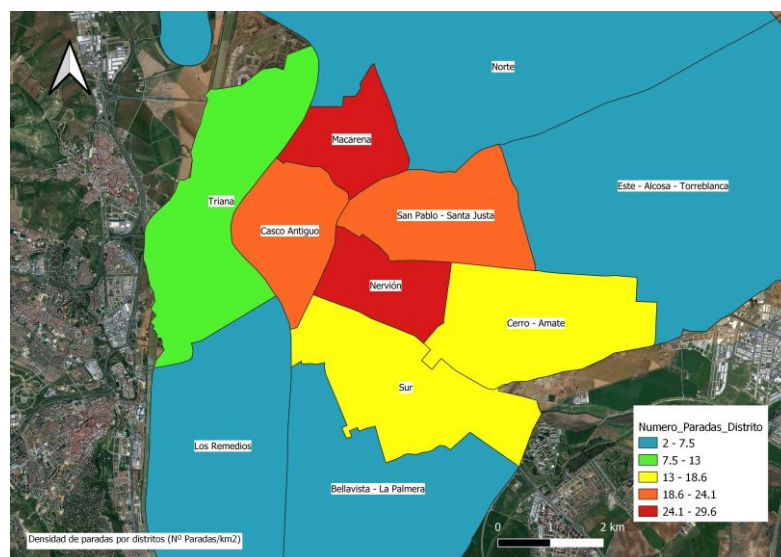 Norte
Macarena
Este - Alcosa - Torreblanca
Triana
San Pablo - Santa Justa
Casco Antiguo
Nervión
Cerro - Amate
Sur
Los Remedios
Bellavista - La Palmera
Numero_Paradas_Distrito
2 - 7.5
7.5 - 13
13 - 18.6
18.6 - 24.1
24.1 - 29.6
0 1 2 km
Densidad de paradas por distritos (Nº Paradas/km2)